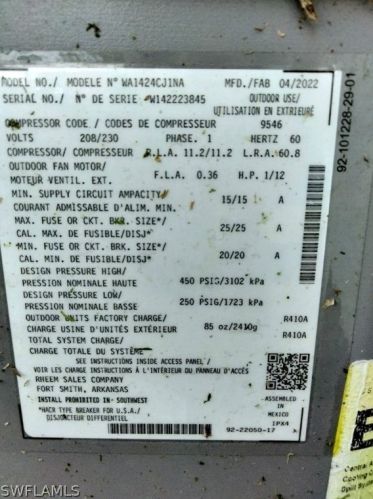 MODEL NO./ MODELE N° WA1424CJ1NA MFD./FAB 04/2022
SERIAL NO./ N° DE SERIE W142223845 OUTDOOR USE/
UTILISATION EN EXTRIEURE
COMPRESSOR CODE / CODES DE COMPRESSEUR 9546
VOLTS 208/230 PHASE. 1 HERTZ 60
COMPRESSOR R.L.A. 11.2/11.2 L.R.A. 60.8
OUTDOOR FAN MOTOR/
MOTEUR VENTIL. EXT. F.L.A. 0.36 H.P. 1/12
MIN. SUPPLY CIRCUIT AMPACITY/
COURANT ADMISSABLE D'ALIM. MIN. 15/15 A
MAX. FUSE OR CKT. BKR. SIZE*/
CAL. MAX. DE FUSIBLE/DISJ* 25/25 A
MIN. FUSE OR CKT. BKR. SIZE*/
CAL. MIN. DE FUSIBLE/DISJ* 20/20 A
DESIGN PRESSURE HIGH/
PRESSION NOMINALE HAUTE 450 PSIG/3102 kPa
DESIGN PRESSURE LOW/
PRESSION NOMINALE BASSE 250 PSIG/1723 kPa
OUTDOOR UNITS FACTORY CHARGE/ R410A
CHARGE USINE D'UNITÉS EXTÉRIEUR 85 oz/2410g
TOTAL SYSTEM CHARGE/ R410A
CHARGE TOTALE DU SYSTÈME
SEE INSTRUCTIONS INSIDE ACCESS PANEL/
VOIR L'INSTRUCTIONS À L'INTÉRIEUR DU PANNEAU D'ACCÈS
RHEEM SALES COMPANY
FORT SMITH, ARKANSAS
INSTALL PROHIBITED IN: SOUTHWEST ASSEMBLED IN
MEXICO
*HACR TYPE BREAKER FOR U.S.A./
DISJONCTEUR DIFFERENTIEL IPX4
92-22050-17
92-101228-29-01
E
Central A
Cooling C
Split Sys
SWFLAMLS